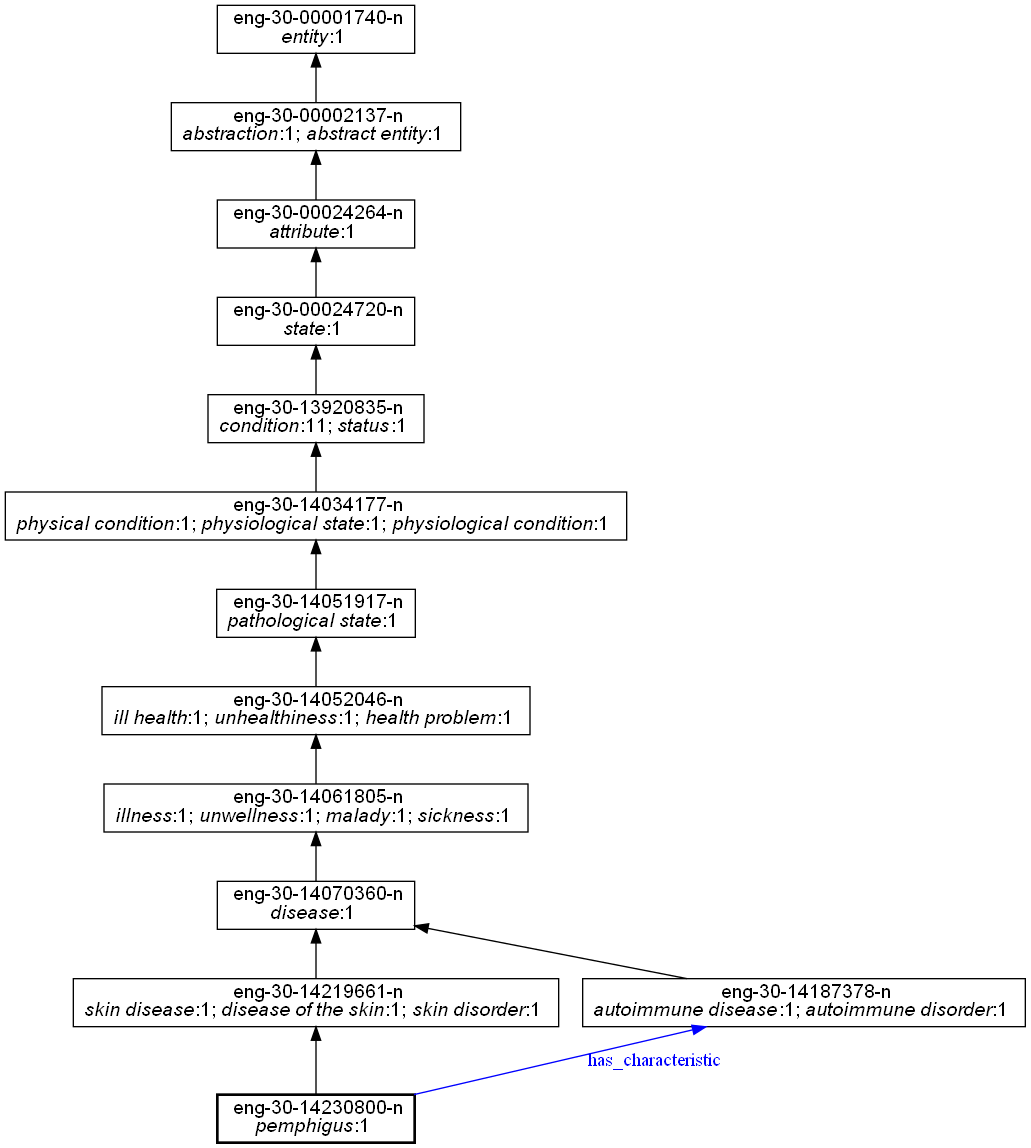 eng-30-00001740-n
entity:1
eng-30-00002137-n
abstraction:1; abstract entity:1
eng-30-00024264-n
attribute:1
eng-30-00024720-n
state:1
eng-30-13920835-n
condition:11; status:1
eng-30-14034177-n
physical condition:1; physiological state:1; physiological condition:1
eng-30-14051917-n
pathological state:1
eng-30-14052046-n
ill health:1; unhealthiness:1; health problem:1
eng-30-14061805-n
illness:1; unwellness:1; malady:1; sickness:1
eng-30-14070360-n
disease:1
eng-30-14219661-n
skin disease:1; disease of the skin:1; skin disorder:1
eng-30-14187378-n
autoimmune disease:1; autoimmune disorder:1
has_characteristic
eng-30-14230800-n
pemphigus:1